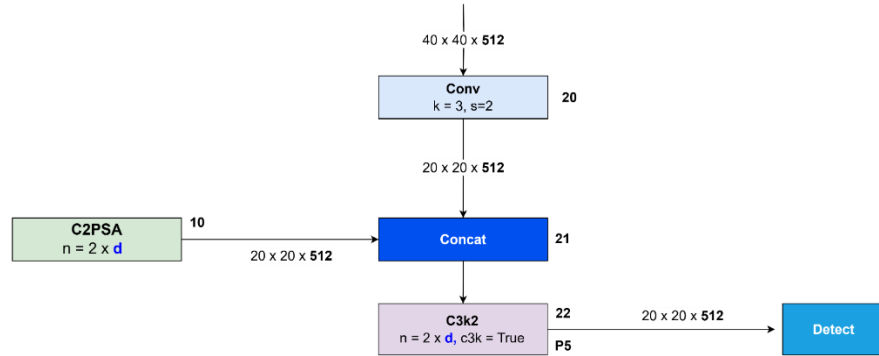 40 x 40 x 512
Conv
k = 3, s=2
20
20 x 20 x 512
C2PSA
n = 2 x d
10
20 x 20 x 512
Concat
21
C3k2
n = 2 x d, c3k = True
22
P5
20 x 20 x 512
Detect